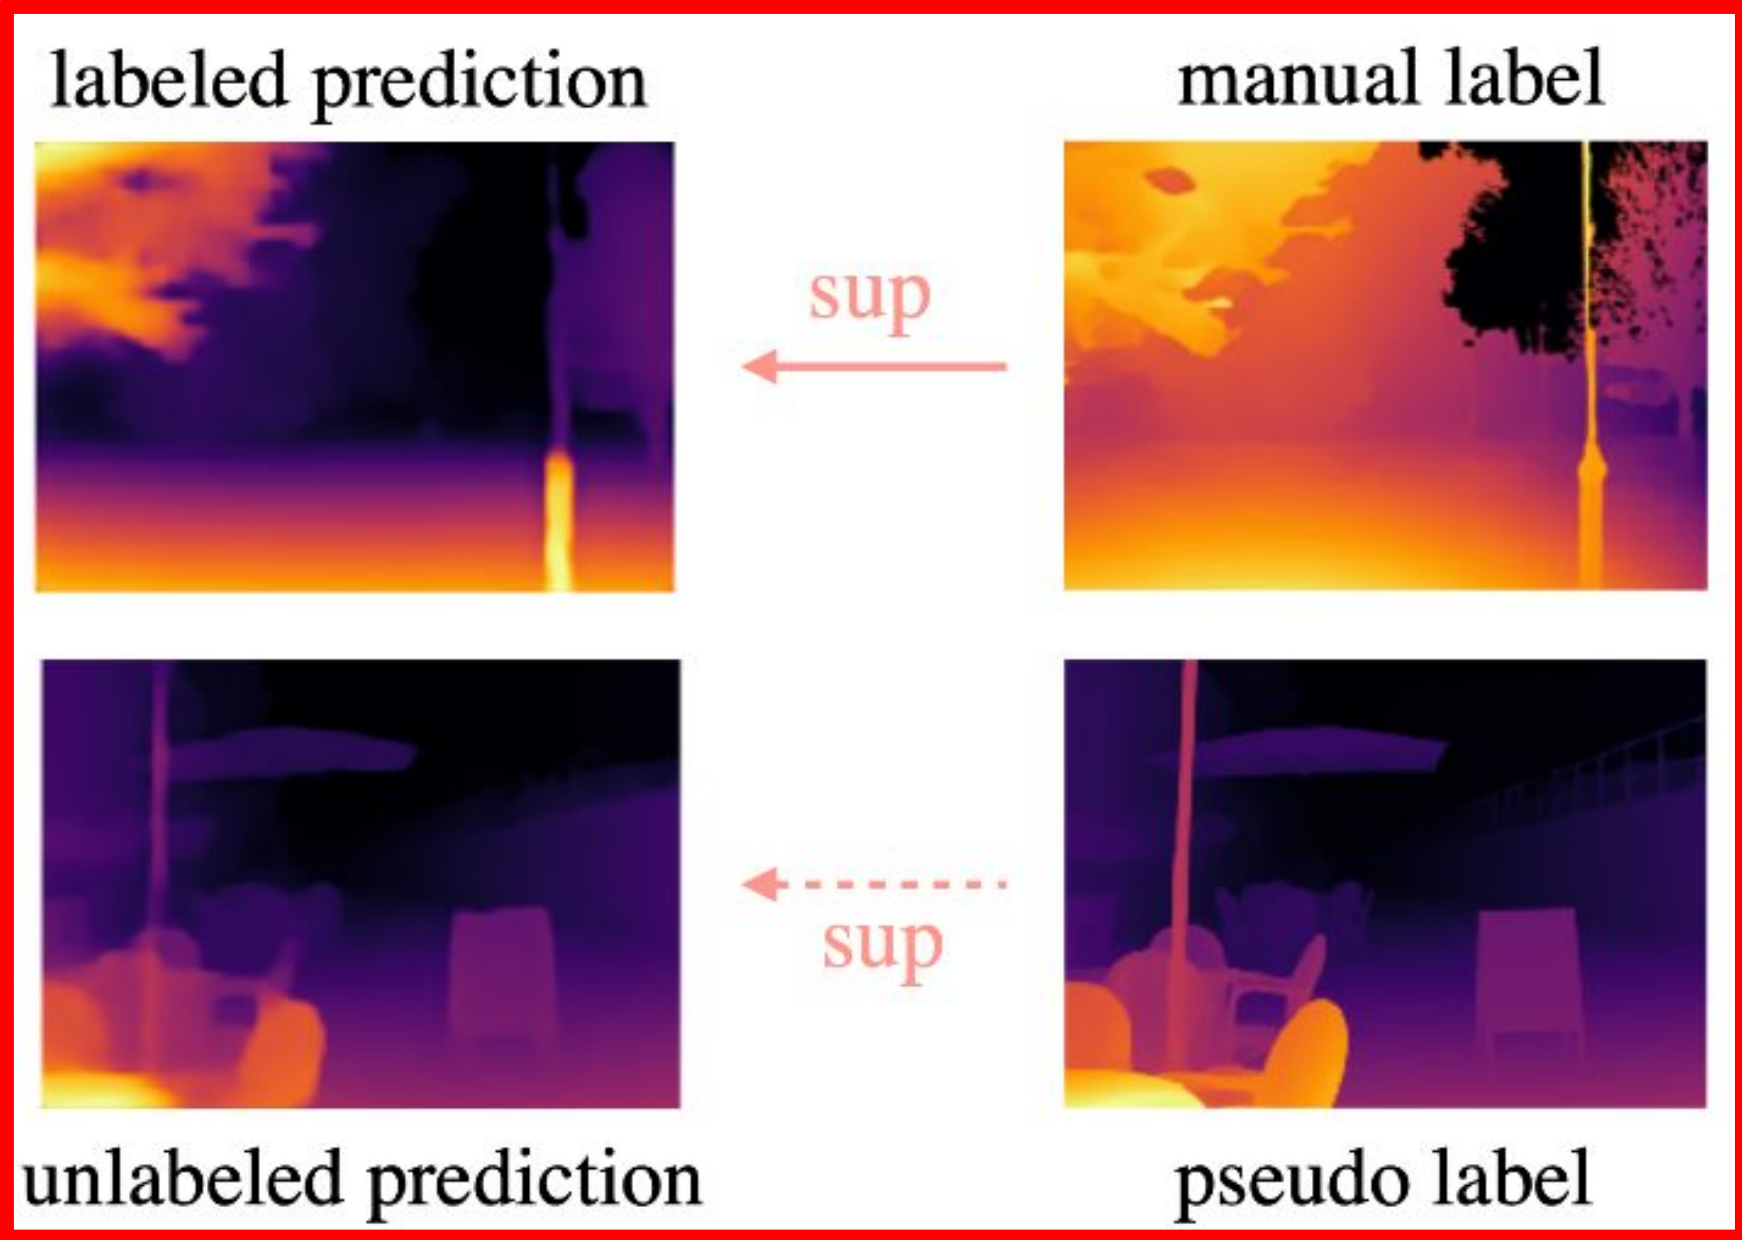 labeled prediction
manual label
sup
sup
unlabeled prediction
pseudo label